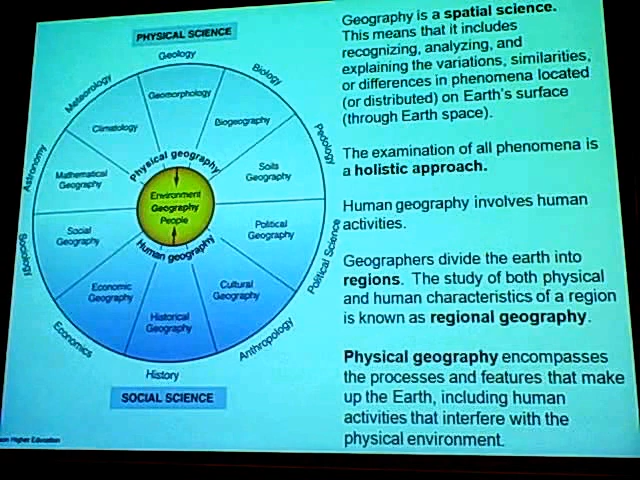 PHYSICAL SCIENCE
Geology
Meteorology
Biology
Geomorphology
Climatology
Biogeography
Astronomy
Pedology
Physical geography
Mathematical
Geography
Soils
Geography
Environment
Geography
People
Social
Geography
Political
Geography
Human geography
Sociology
Political Science
Economic
Geography
Cultural
Geography
Historical
Geography
Economics
Anthropology
History
SOCIAL SCIENCE
Higher Education
Geography is a spatial science.
This means that it includes
recognizing, analyzing, and
explaining the variations, similarities,
or differences in phenomena located
(or distributed) on Earth's surface
(through Earth space).
The examination of all phenomena is
a holistic approach.
Human geography involves human
activities.
Geographers divide the earth into
regions. The study of both physical
and human characteristics of a region
is known as regional geography.
Physical geography encompasses
the processes and features that make
up the Earth, including human
activities that interfere with the
physical environment.